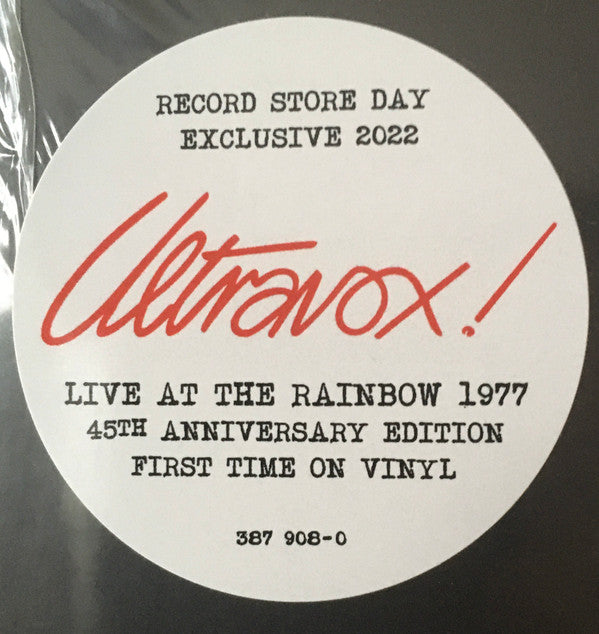 RECORD STORE DAY
EXCLUSIVE 2022
Ultravox!
LIVE AT THE RAINBOW 1977
45TH ANNIVERSARY EDITION
FIRST TIME ON VINYL
387 908-0